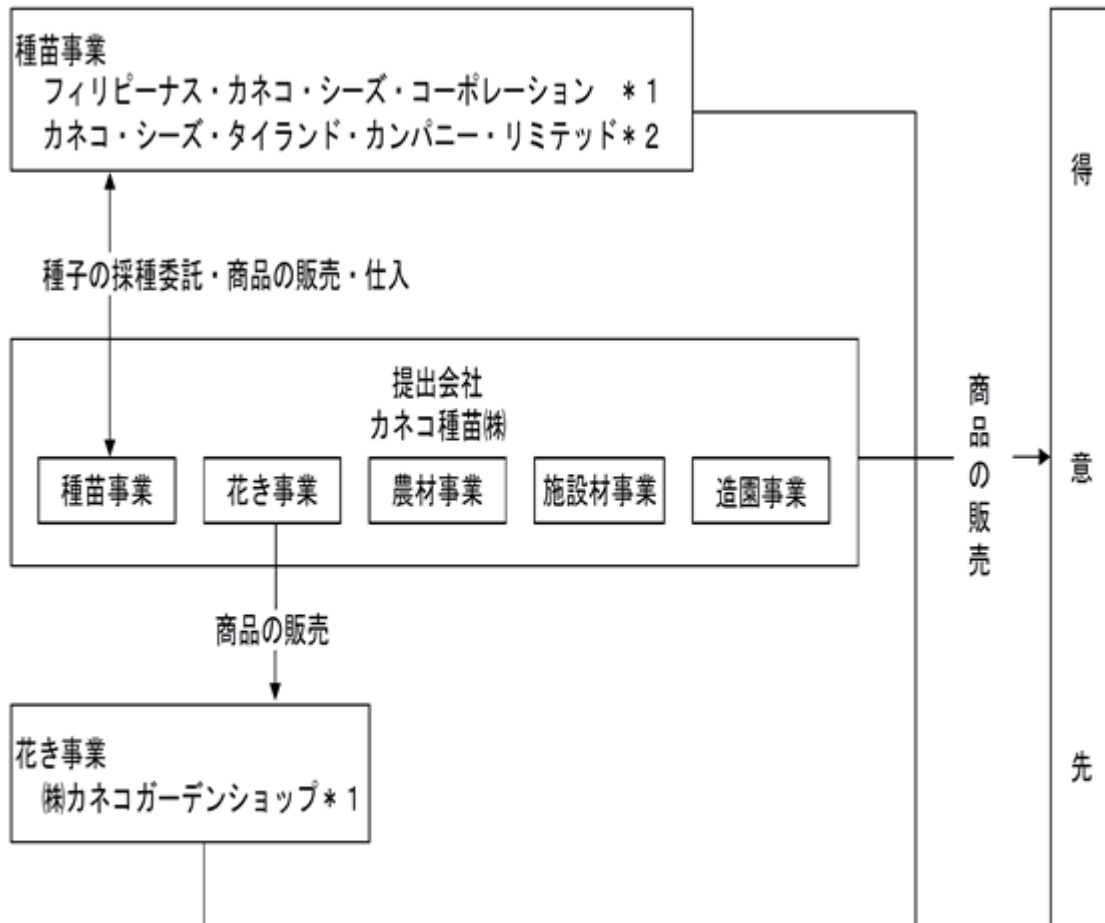 種苗事業
フィリピーナス・カネコ・シーズ・コーポレーション ＊1
カネコ・シーズ・タイランド・カンパニー・リミテッド＊2
種子の採種委託・商品の販売・仕入
提出会社
カネコ種苗㈱
種苗事業
花き事業
農材事業
施設材事業
造園事業
商品の販売
花き事業
㈱カネコガーデンショップ＊1
商品の販売
得意先